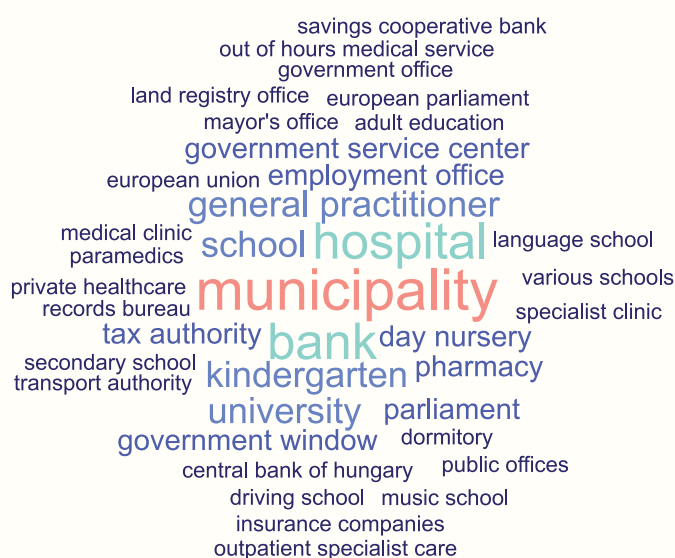 savings cooperative bank
out of hours medical service
government office
land registry office european parliament
mayor's office adult education
government service center
european union employment office
general practitioner
medical clinic school hospital language school
paramedics
private healthcare municipality various schools
records bureau specialist clinic
tax authority bank day nursery
secondary school kindergarten pharmacy
transport authority
university parliament
government window dormitory
central bank of hungary public offices
driving school music school
insurance companies
outpatient specialist care